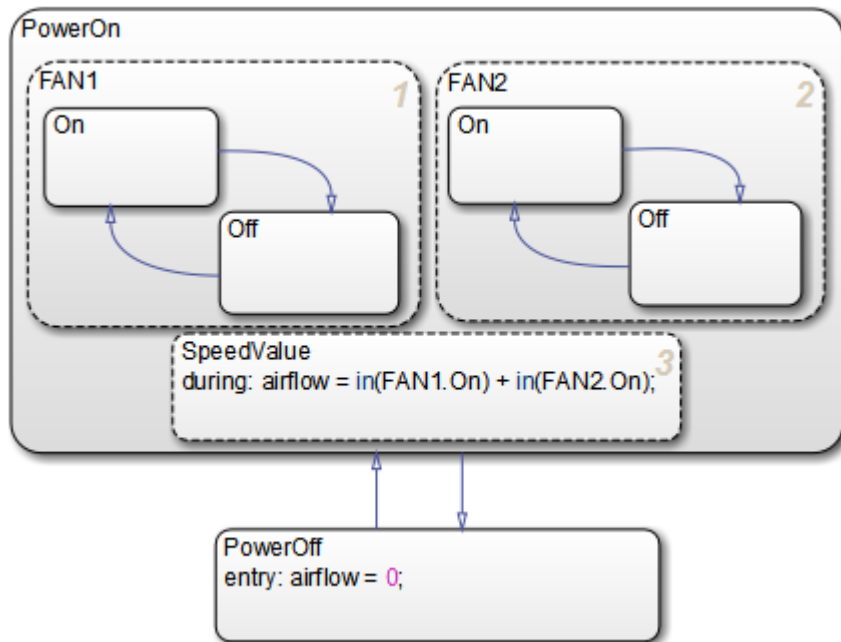 PowerOn
FAN1
1
On
Off
FAN2
2
On
Off
SpeedValue
3
during: airflow = in(FAN1.On) + in(FAN2.On);
PowerOff
entry: airflow = 0;